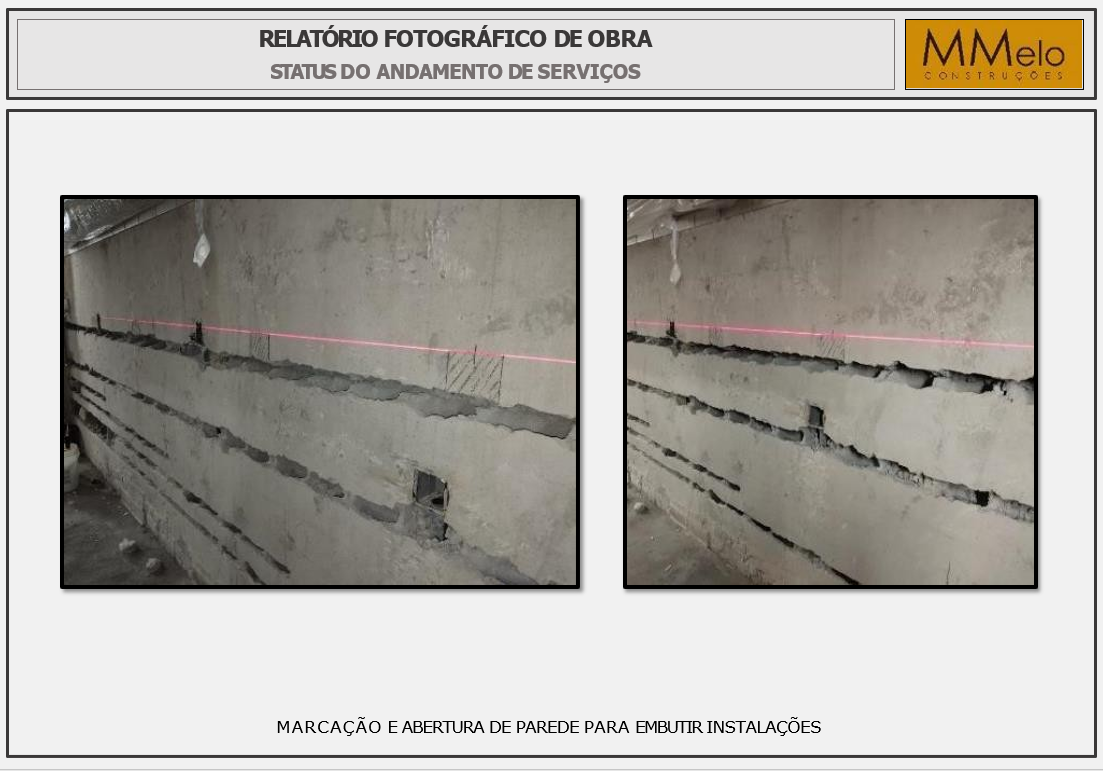 RELATÓRIO FOTOGRÁFICO DE OBRA
STATUS DO ANDAMENTO DE SERVIÇOS
MMelo
CONSTRUÇÕES
MARCAÇÃO E ABERTURA DE PAREDE PARA EMBUTIR INSTALAÇÕES